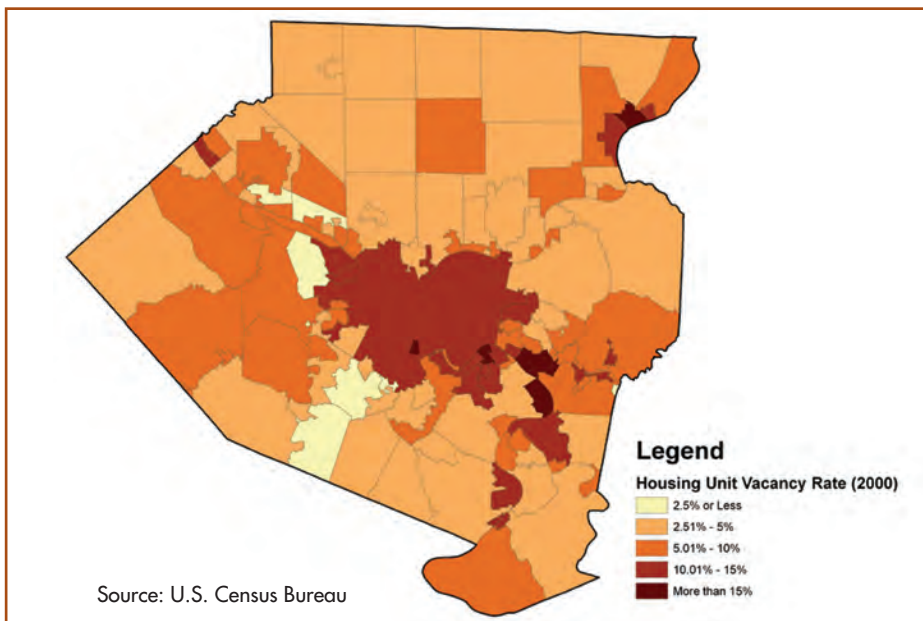 Legend
Housing Unit Vacancy Rate (2000)
2.5% or Less
2.51% - 5%
5.01% - 10%
10.01% - 15%
More than 15%
Source: U.S. Census Bureau